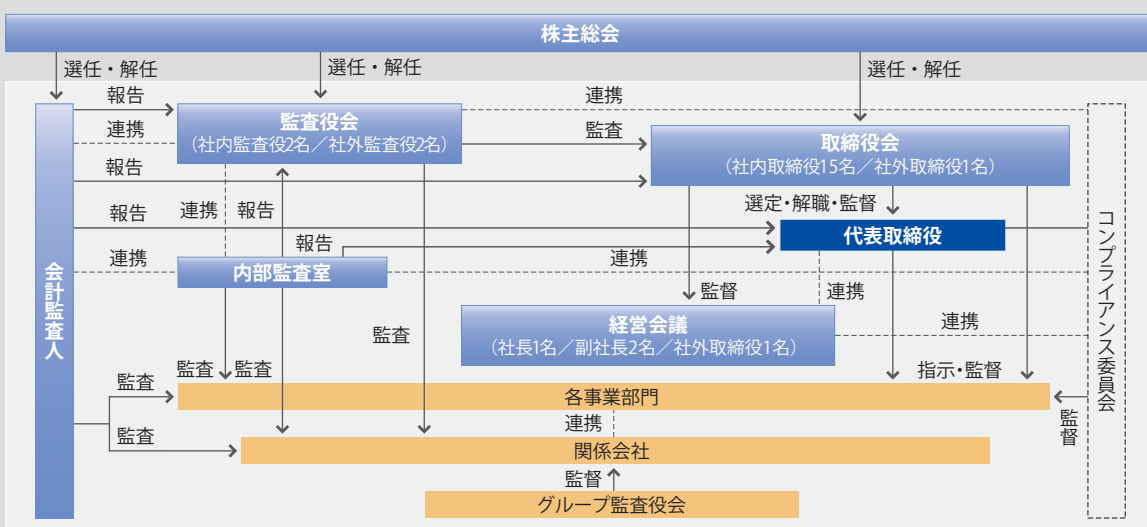 株主総会
選任・解任
選任・解任
選任・解任
報告
連携
連携
監査役会
(社内監査役2名／社外監査役2名)
監査
取締役会
(社内取締役15名／社外取締役1名)
報告
報告
連携
報告
選定・解職・監督
代表取締役
報告
連携
内部監査室
連携
会計監査人
コンプライアンス委員会
監督
連携
経営会議
(社長1名／副社長2名／社外取締役1名)
連携
監査
監査
監査
指示・監督
監査
各事業部門
監督
連携
監査
関係会社
監督
グループ監査役会